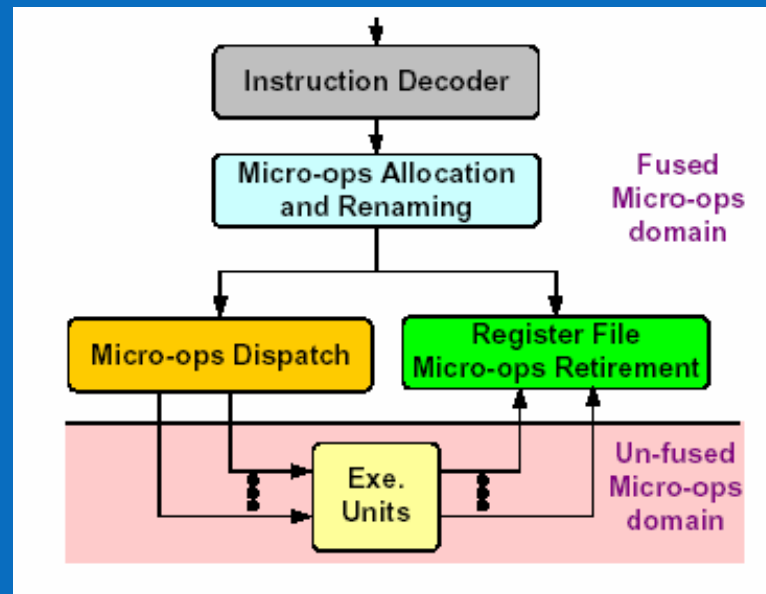 Instruction Decoder
Micro-ops Allocation
and Renaming
Fused
Micro-ops
domain
Micro-ops Dispatch
Register File
Micro-ops Retirement
Exe.
Units
Un-fused
Micro-ops
domain